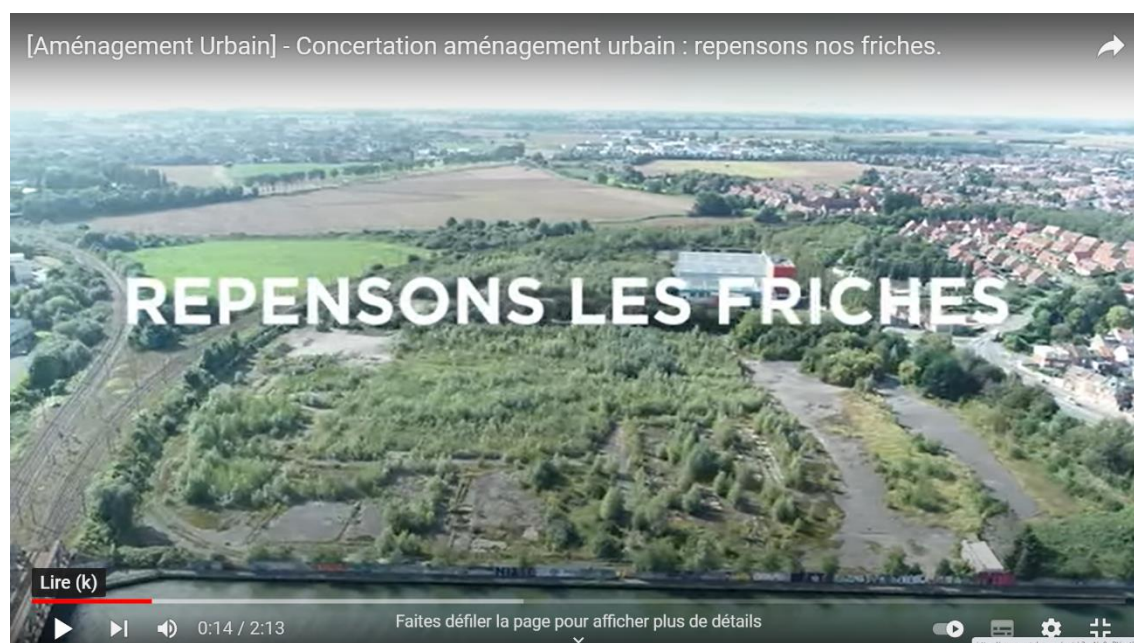 [Aménagement Urbain] - Concertation aménagement urbain : repensons nos friches.
REPENSONS LES FRICHES
Lire (k)
0:14 / 2:13
Faites défiler la page pour afficher plus de détails